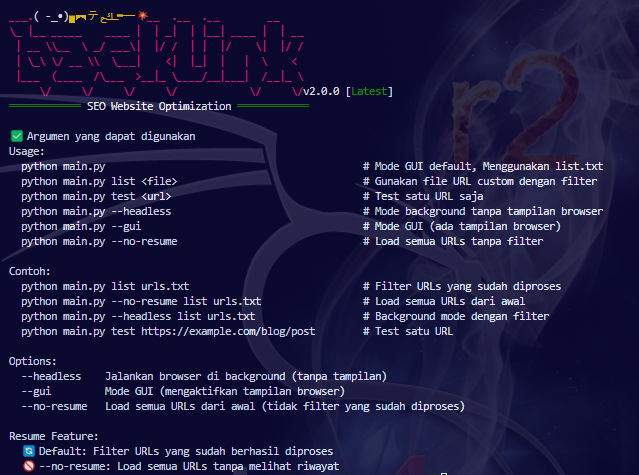 v2.0.0 [Latest]
SEO Website Optimization
✅ Argumen yang dapat digunakan
Usage:
python main.py # Mode GUI default, Menggunakan list.txt
python main.py list <file> # Gunakan file URL custom dengan filter
python main.py test <url> # Test satu URL saja
python main.py --headless # Mode background tanpa tampilan browser
python main.py --gui # Mode GUI (ada tampilan browser)
python main.py --no-resume # Load semua URLs tanpa filter
Contoh:
python main.py list urls.txt # Filter URLs yang sudah diproses
python main.py --no-resume list urls.txt # Load semua URLs dari awal
python main.py --headless list urls.txt # Background mode dengan filter
python main.py test https://example.com/blog/post # Test satu URL
Options:
--headless Jalankan browser di background (tanpa tampilan)
--gui Mode GUI (mengaktifkan tampilan browser)
--no-resume Load semua URLs dari awal (tidak filter yang sudah diproses)
Resume Feature:
🔄 Default: Filter URLs yang sudah berhasil diproses
🚫 --no-resume: Load semua URLs tanpa melihat riwayat